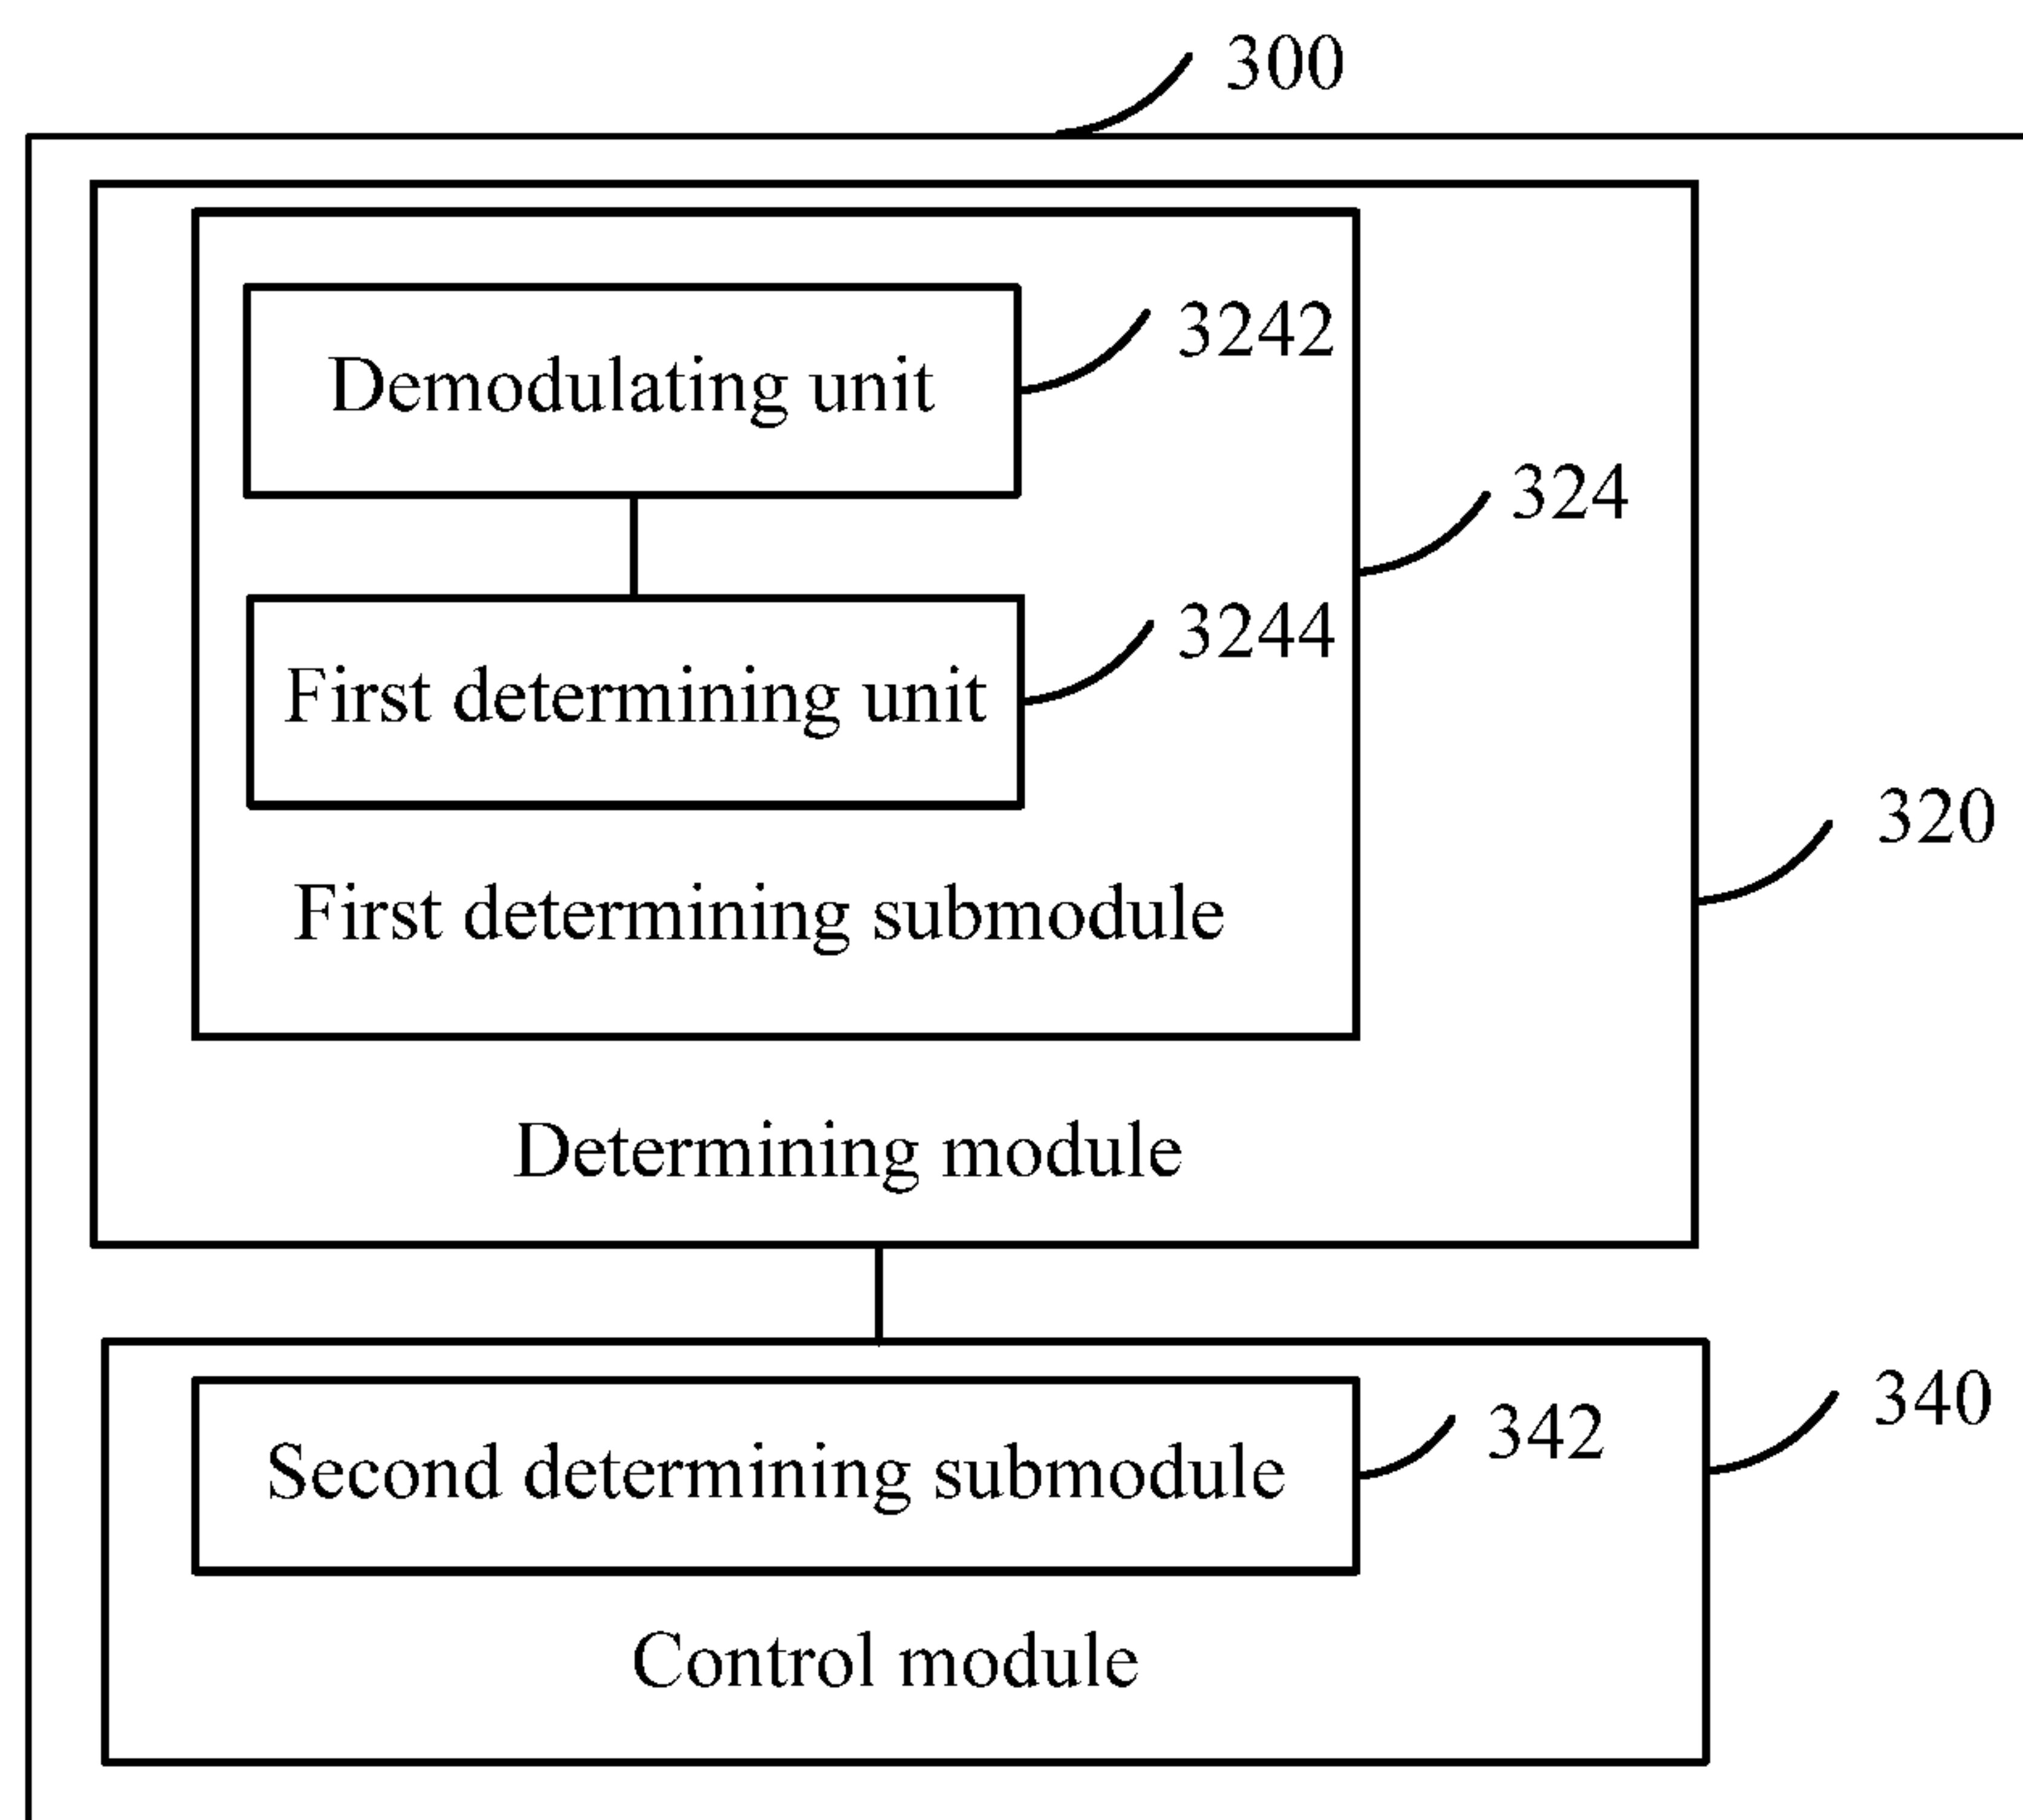 300
3242
Demodulating unit
324
3244
First determining unit
320
First determining submodule
Determining module
340
342
Second determining submodule
Control module